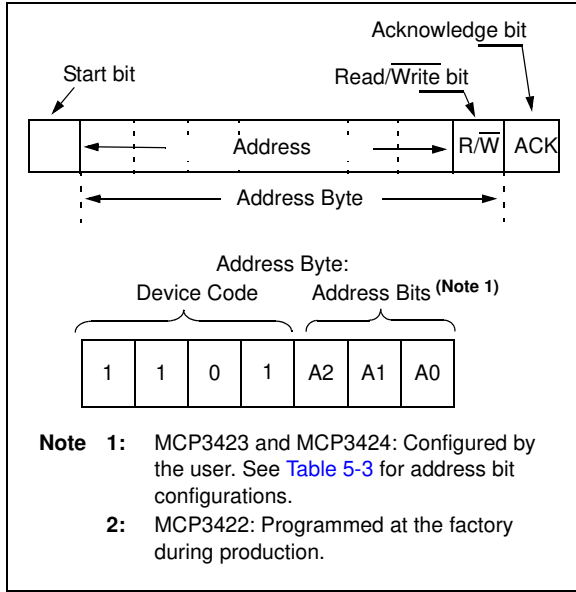 Acknowledge bit
Start bit
Read/Write bit
Address
R/W
ACK
Address Byte
Address Byte:
Device Code
Address Bits (Note 1)
1 1 0 1 A2 A1 A0
Note 1: MCP3423 and MCP3424: Configured by
the user. See Table 5-3 for address bit
configurations.
2: MCP3422: Programmed at the factory
during production.